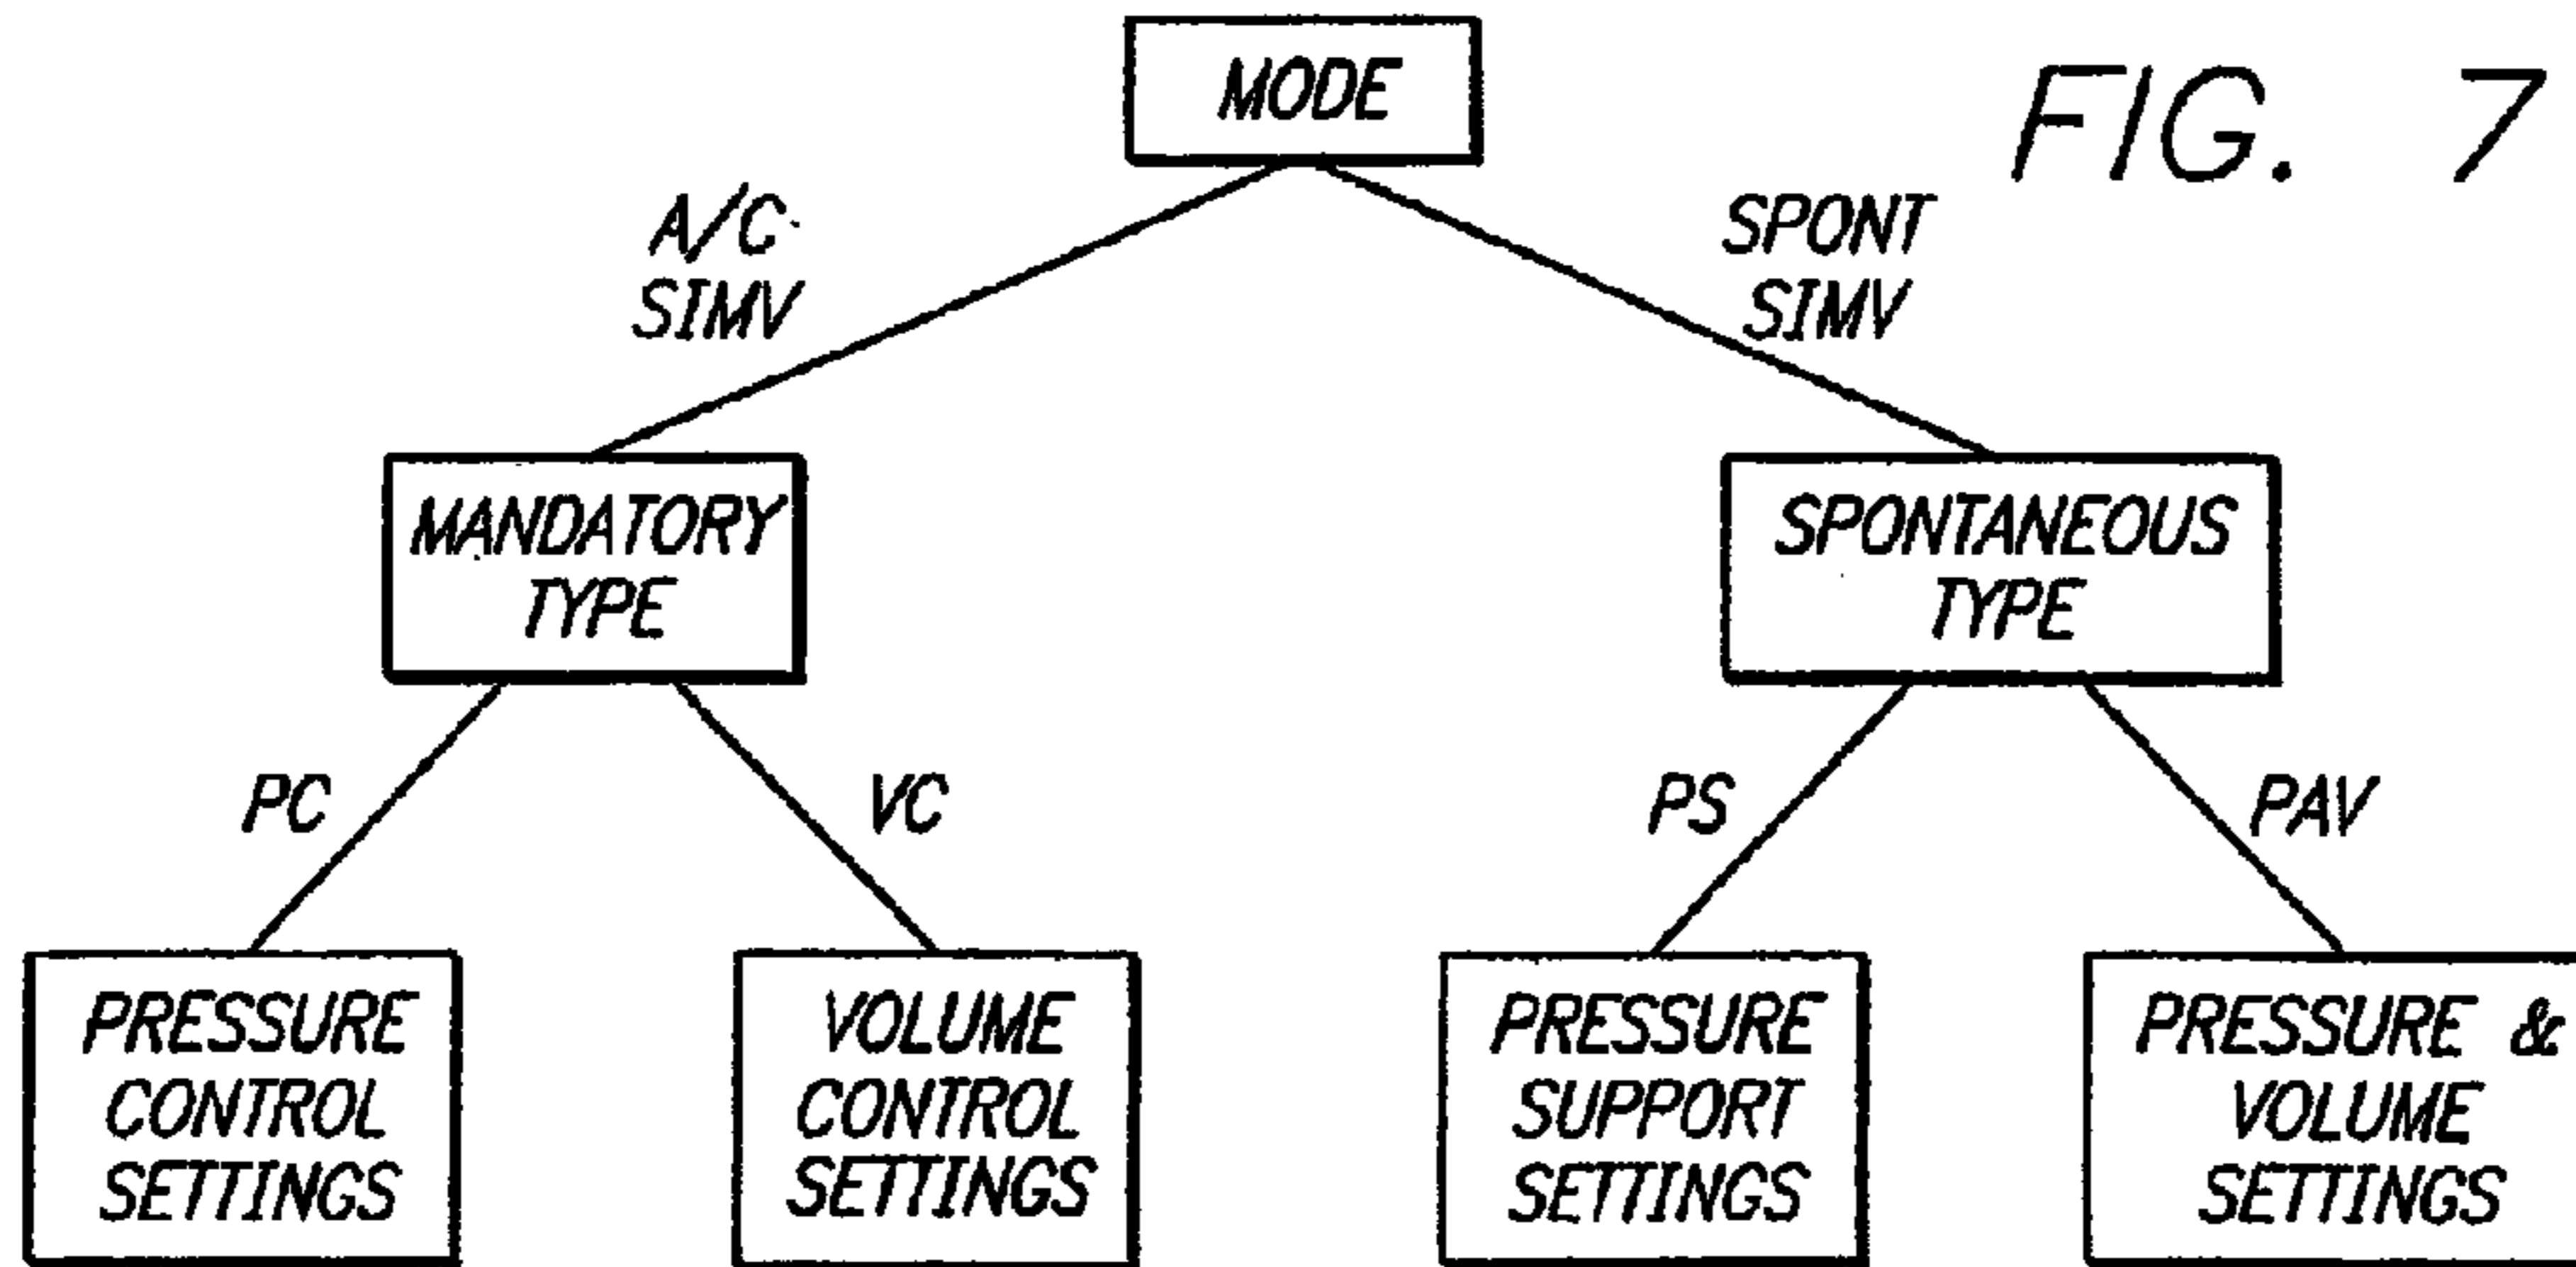 MODE
FIG. 7
A/C
SIMV
SPONT
SIMV
MANDATORY
TYPE
SPONTANEOUS
TYPE
PC
VC
PS
PAV
PRESSURE
CONTROL
SETTINGS
VOLUME
CONTROL
SETTINGS
PRESSURE
SUPPORT
SETTINGS
PRESSURE &
VOLUME
SETTINGS